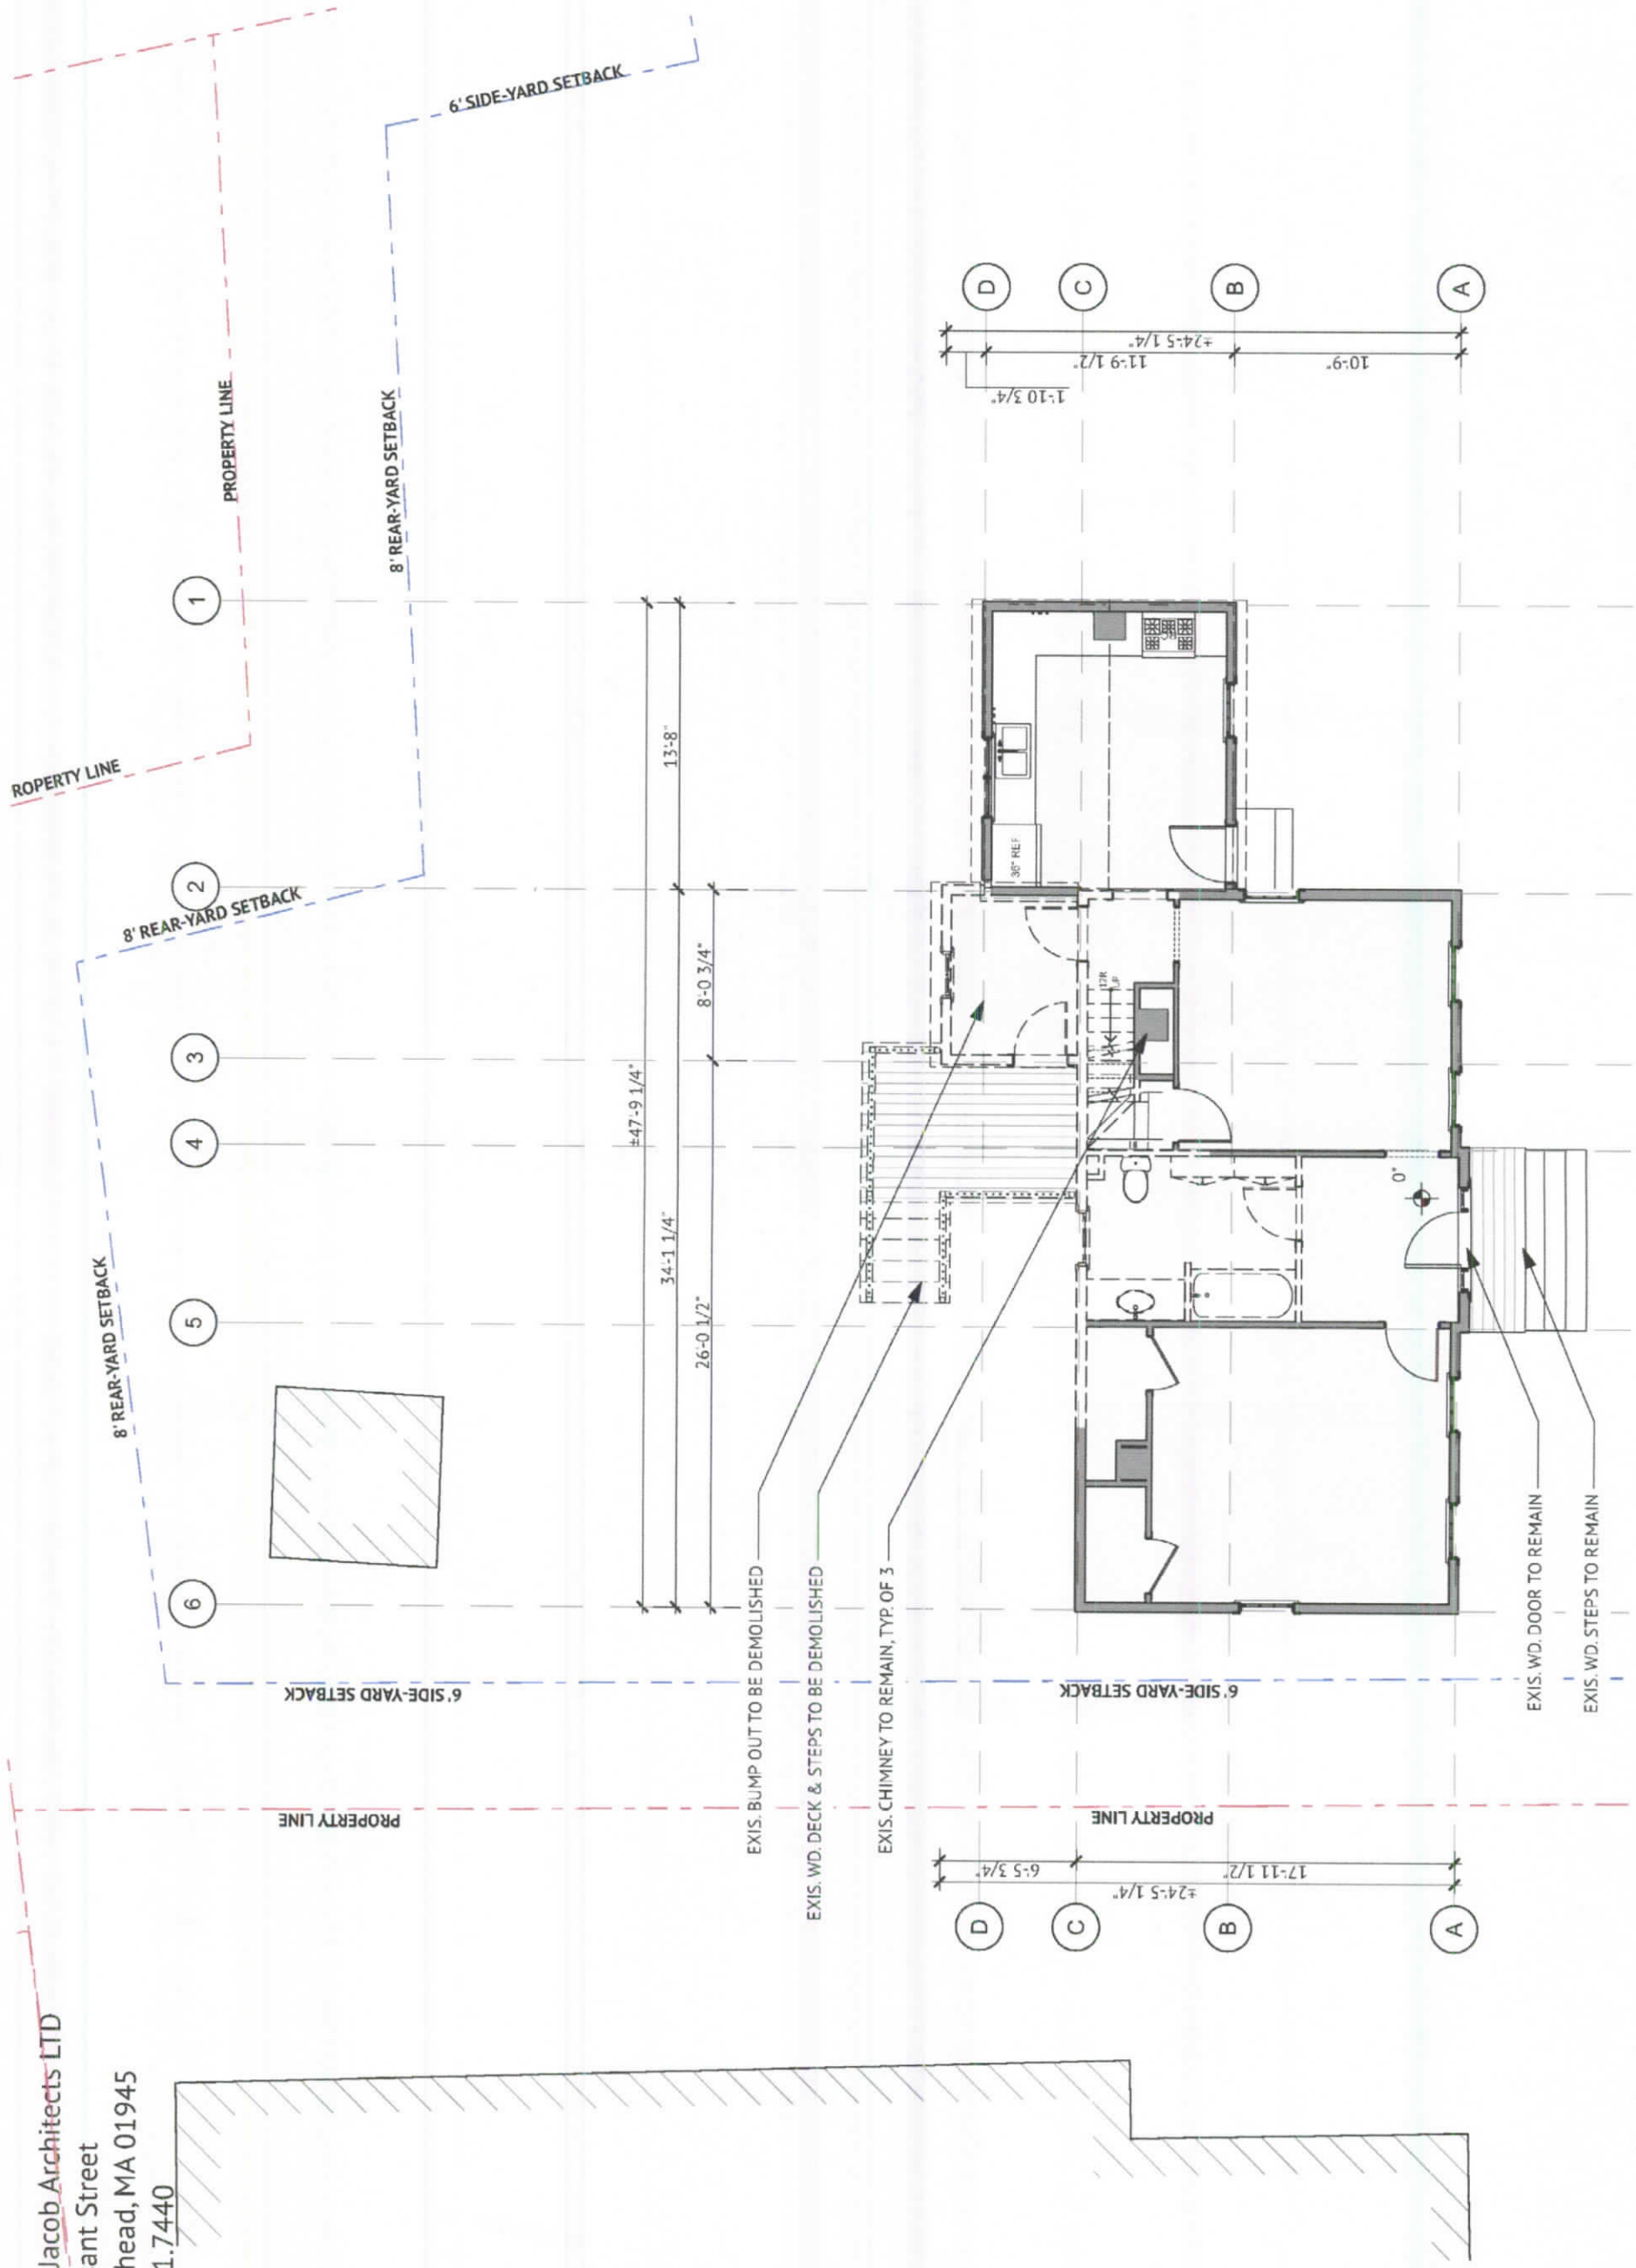 Jacob Architects LTD
ant Street
head, MA 01945
1.7440
ROPERTY LINE
PROPERTY LINE
6' SIDE-YARD SETBACK
8' REAR-YARD SETBACK
8' REAR-YARD SETBACK
8' REAR-YARD SETBACK
6' SIDE-YARD SETBACK
6' SIDE-YARD SETBACK
PROPERTY LINE
PROPERTY LINE
6
5
4
3
2
1
±47'-9 1/4"
34'-1 1/4"
13'-8"
26'-0 1/2"
8'-0 3/4"
EXIS. BUMP OUT TO BE DEMOLISHED
EXIS. WD. DECK & STEPS TO BE DEMOLISHED
EXIS. CHIMNEY TO REMAIN, TYP. OF 3
D
C
B
A
6'-5 3/4"
17'-11 1/2"
±24'-5 1/4"
D
C
B
A
1'-10 3/4"
11'-9 1/2"
10'-9"
±24'-5 1/4"
36" REF
12R
UP
0"
EXIS. WD. DOOR TO REMAIN
EXIS. WD. STEPS TO REMAIN